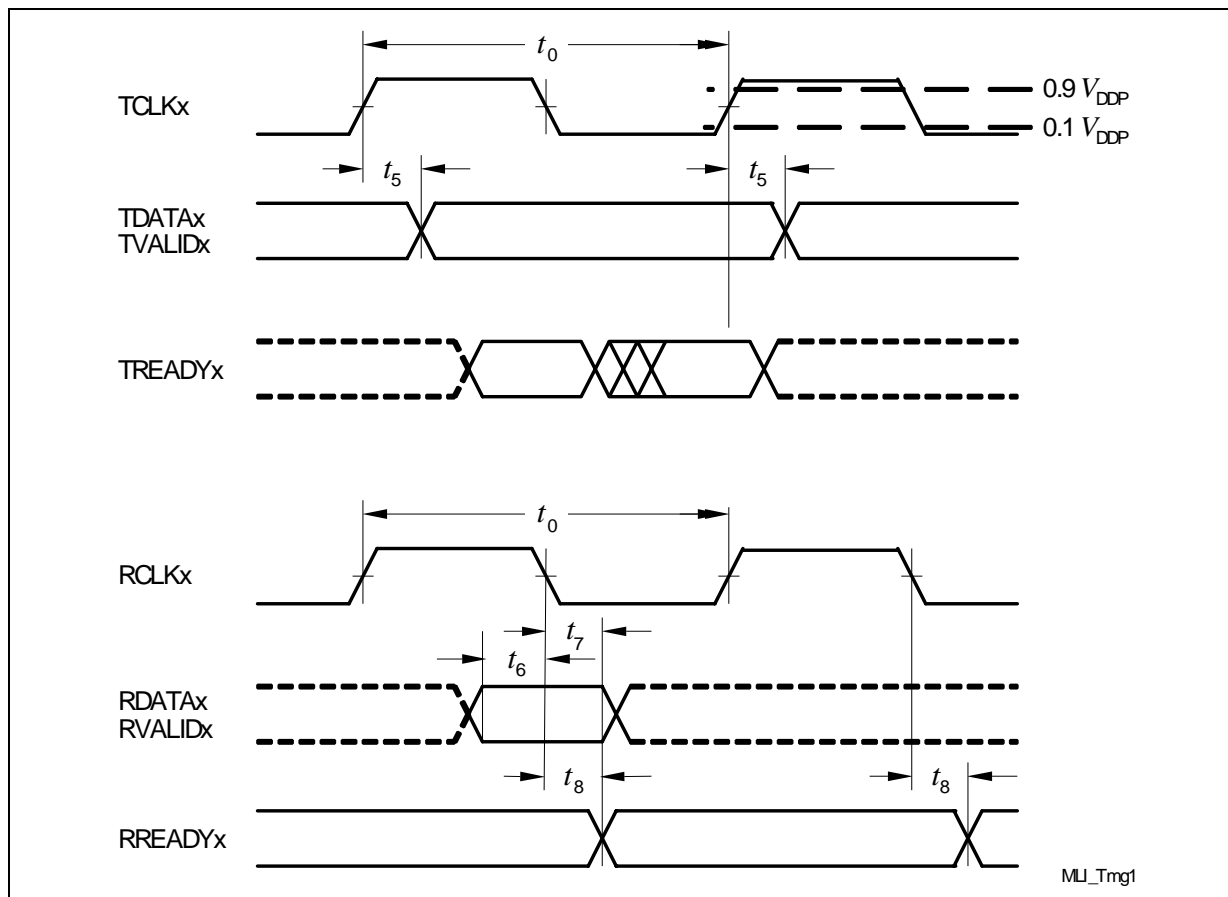 t0
TCLKx
0.9 VDDP
0.1 VDDP
t5
t5
TDATAx
TVALIDx
TREADYx
t0
RCLKx
t7
t6
RDATAx
RVALIDx
t8
t8
RREADYx
MLI_Tmg1